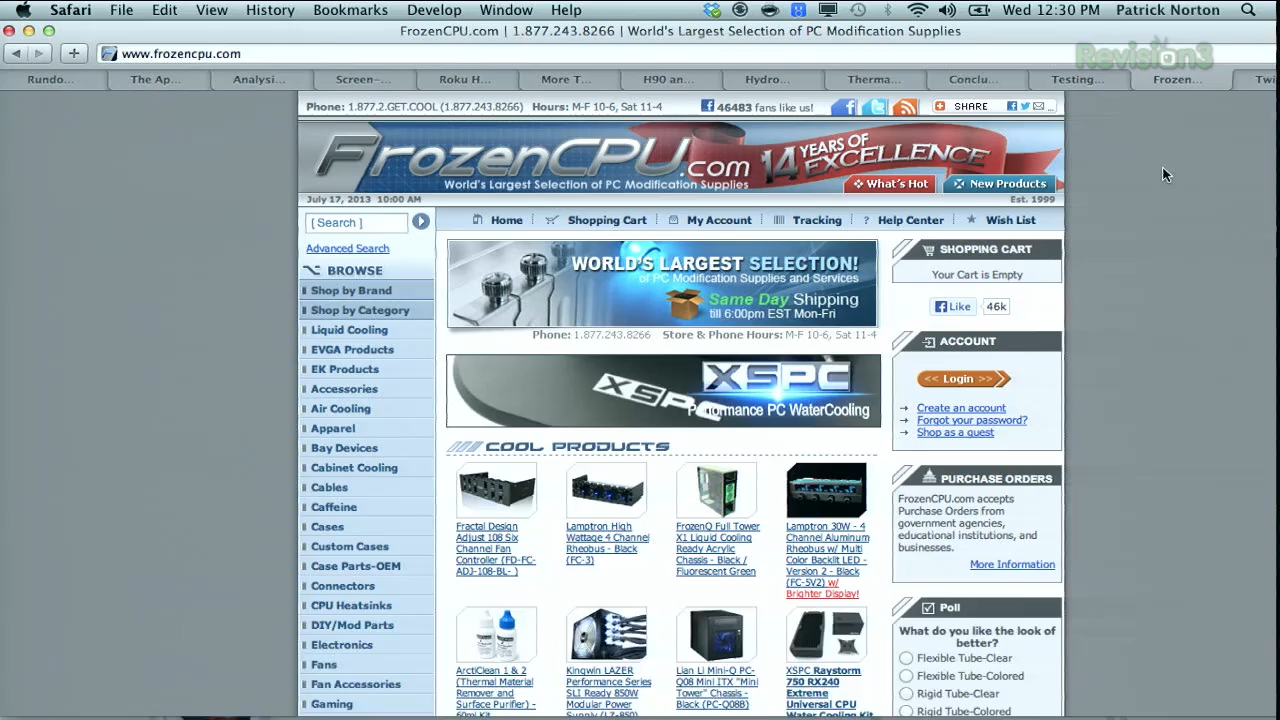 Safari File Edit View History Bookmarks Develop Window Help Wed 12:30 PM Patrick Norton
FrozenCPU.com | 1.877.243.8266 | World's Largest Selection of PC Modification Supplies
www.frozencpu.com
Revision3
Rundo... The Ap... Analysi... Screen-... Roku H... More T... H90 an... Hydro... Therma... Conclu... Testing... Frozen... Twi
Phone: 1.877.2.GET.COOL (1.877.243.8266) Hours: M-F 10-6, Sat 11-4 46483 fans like us! SHARE
FROZENCPU.com 14 YEARS OF EXCELLENCE
World's Largest Selection of PC Modification Supplies What's Hot New Products
July 17, 2013 10:00 AM Est. 1999
[ Search ] Home Shopping Cart My Account Tracking Help Center Wish List
Advanced Search
BROWSE
Shop by Brand
Shop by Category
Liquid Cooling
EVGA Products
EK Products
Accessories
Air Cooling
Apparel
Bay Devices
Cabinet Cooling
Cables
Caffeine
Cases
Custom Cases
Case Parts-OEM
Connectors
CPU Heatsinks
DIY/Mod Parts
Electronics
Fans
Fan Accessories
Gaming
WORLD'S LARGEST SELECTION!
of PC Modification Supplies and Services
Same Day Shipping
till 6:00pm EST Mon-Fri
Phone: 1.877.243.8266 Store & Phone Hours: M-F 10-6, Sat 11-4
XSPC XSPC
Performance PC WaterCooling
COOL PRODUCTS
Fractal Design
Adjust 108 Six
Channel Fan
Controller (FD-FC-
ADJ-108-BL- )
Lamptron High
Wattage 4 Channel
Rheobus - Black
(FC-3)
FrozenQ Full Tower
X1 Liquid Cooling
Ready Acrylic
Chassis - Black /
Fluorescent Green
Lamptron 30W - 4
Channel Aluminum
Rheobus w/ Multi
Color Backlit LED -
Version 2 - Black
(FC-5V2) w/
Brighter Display!
ArctiClean 1 & 2
(Thermal Material
Remover and
Surface Purifier) -
60ml Kit
Kingwin LAZER
Performance Series
SLI Ready 850W
Modular Power
Supply (LZ-850)
Lian Li Mini-Q PC-
Q08 Mini ITX "Mini
Tower" Chassis -
Black (PC-Q08B)
XSPC Raystorm
750 RX240
Extreme
Universal CPU
Water Cooling Kit
SHOPPING CART
Your Cart is Empty
Like 46k
ACCOUNT
<< Login >>
Create an account
Forgot your password?
Shop as a guest
PURCHASE ORDERS
FrozenCPU.com accepts
Purchase Orders from
government agencies,
educational institutions, and
businesses.
More Information
Poll
What do you like the look of
better?
Flexible Tube-Clear
Flexible Tube-Colored
Rigid Tube-Clear
Rigid Tube-Colored